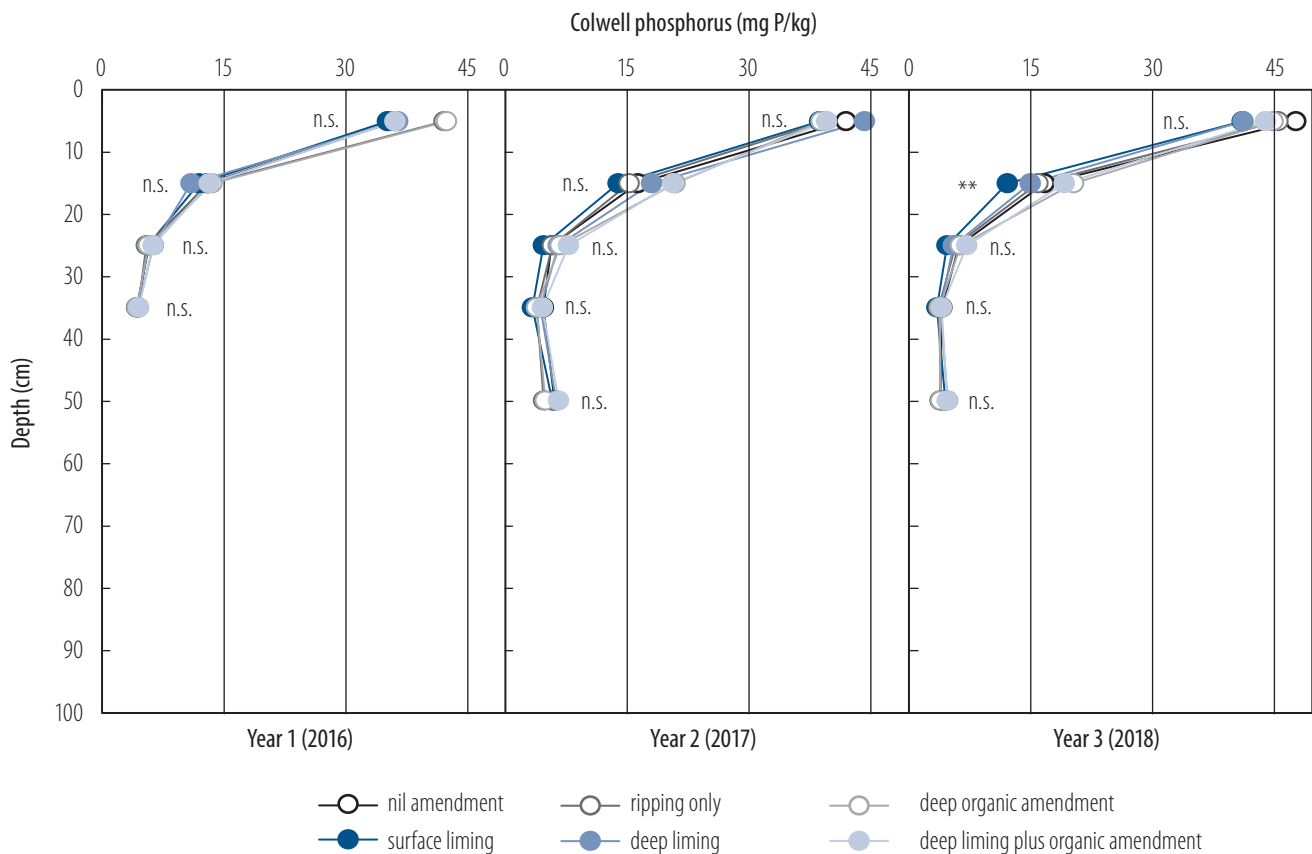 Colwell phosphorus (mg P/kg)
0 15 30 45 0 15 30 45 0 15 30 45
0
n.s. n.s. n.s.
10
n.s. n.s. **
20
n.s. n.s. n.s.
30
n.s. n.s. n.s.
40
50
n.s. n.s.
60
70
80
90
100
Depth (cm)
Year 1 (2016) Year 2 (2017) Year 3 (2018)
nil amendment ripping only deep organic amendment
surface liming deep liming deep liming plus organic amendment